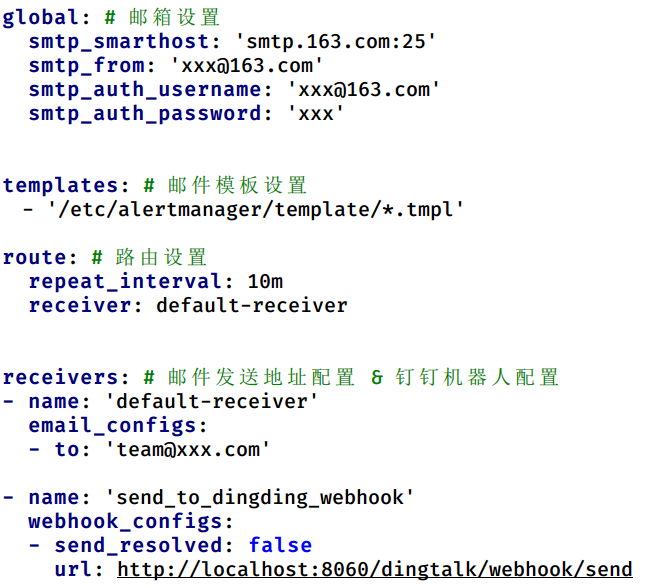 global: # 邮箱设置
  smtp_smarthost: 'smtp.163.com:25'
  smtp_from: 'xxx@163.com'
  smtp_auth_username: 'xxx@163.com'
  smtp_auth_password: 'xxx'
templates: # 邮件模板设置
  - '/etc/alertmanager/template/*.tmpl'
route: # 路由设置
  repeat_interval: 10m
  receiver: default-receiver
receivers: # 邮件发送地址配置 & 钉钉机器人配置
- name: 'default-receiver'
  email_configs:
  - to: 'team@xxx.com'
- name: 'send_to_dingding_webhook'
  webhook_configs:
  - send_resolved: false
    url: http://localhost:8060/dingtalk/webhook/send